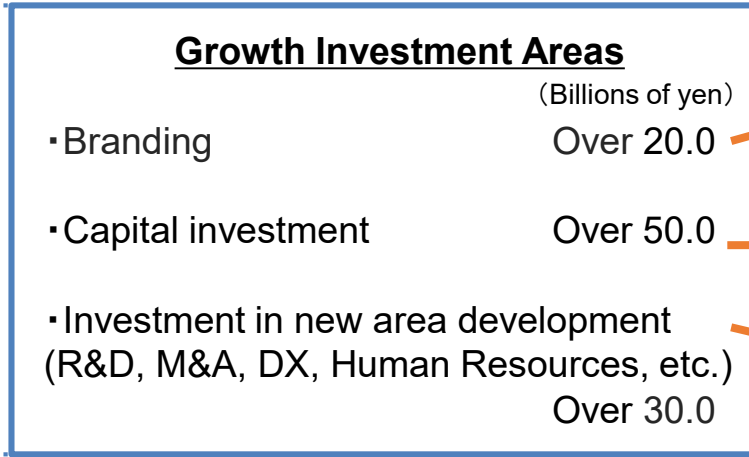 Growth Investment Areas
（Billions of yen）
･Branding Over 20.0
･Capital investment Over 50.0
･Investment in new area development
(R&D, M&A, DX, Human Resources, etc.)
Over 30.0